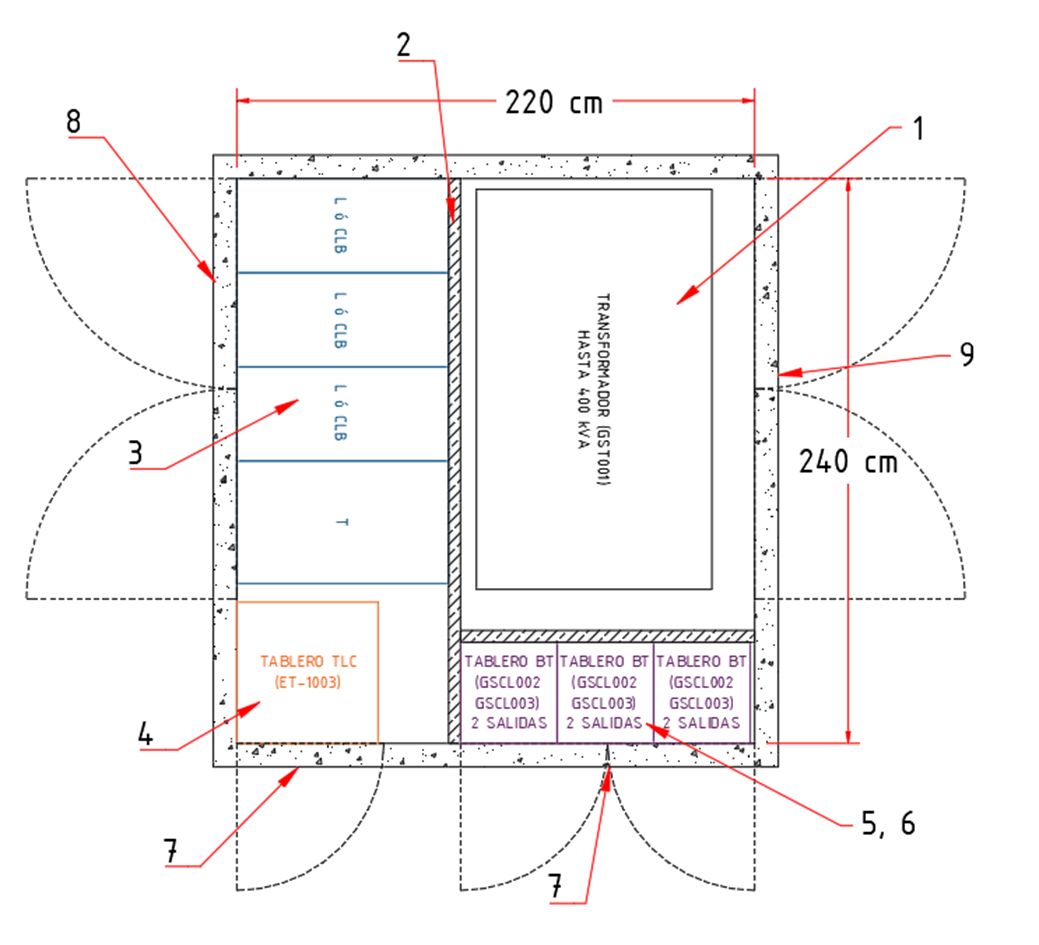 2
220 cm
8
1
L ó CLB
L ó CLB
TRANSFORMADOR (GST001)
HASTA 400 KVA
9
L ó CLB
3
240 cm
T
TABLERO TLC
(ET-1003)
TABLERO BT
(GSCL002
GSCL003)
2 SALIDAS
TABLERO BT
(GSCL002
GSCL003)
2 SALIDAS
TABLERO BT
(GSCL002
GSCL003)
2 SALIDAS
4
5, 6
7
7